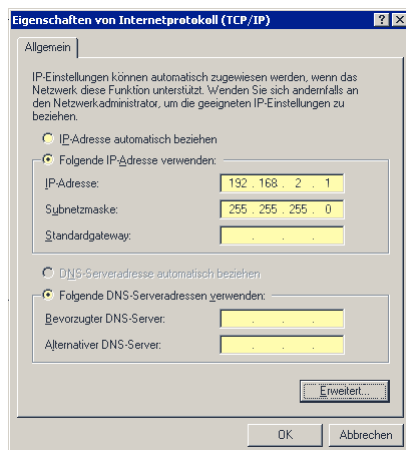 Eigenschaften von Internetprotokoll (TCP/IP)
Allgemein
IP-Einstellungen können automatisch zugewiesen werden, wenn das
Netzwerk diese Funktion unterstützt. Wenden Sie sich andernfalls an
den Netzwerkadministrator, um die geeigneten IP-Einstellungen zu
beziehen.
IP-Adresse automatisch beziehen
Folgende IP-Adresse verwenden:
IP-Adresse: 192 . 168 . 2 . 1
Subnetzmaske: 255 . 255 . 255 . 0
Standardgateway: . . .
DNS-Serveradresse automatisch beziehen
Folgende DNS-Serveradressen verwenden:
Bevorzugter DNS-Server: . . .
Alternativer DNS-Server: . . .
Erweitert...
OK Abbrechen